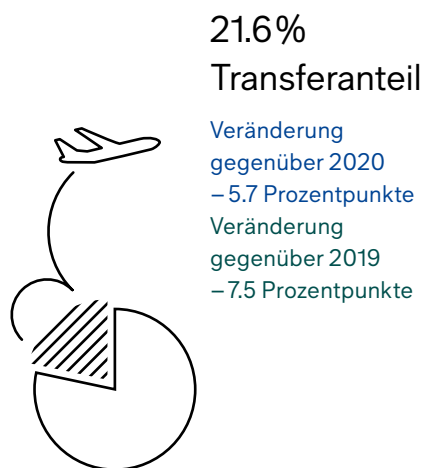 21.6%
Transferanteil
Veränderung
gegenüber 2020
– 5.7 Prozentpunkte
Veränderung
gegenüber 2019
– 7.5 Prozentpunkte